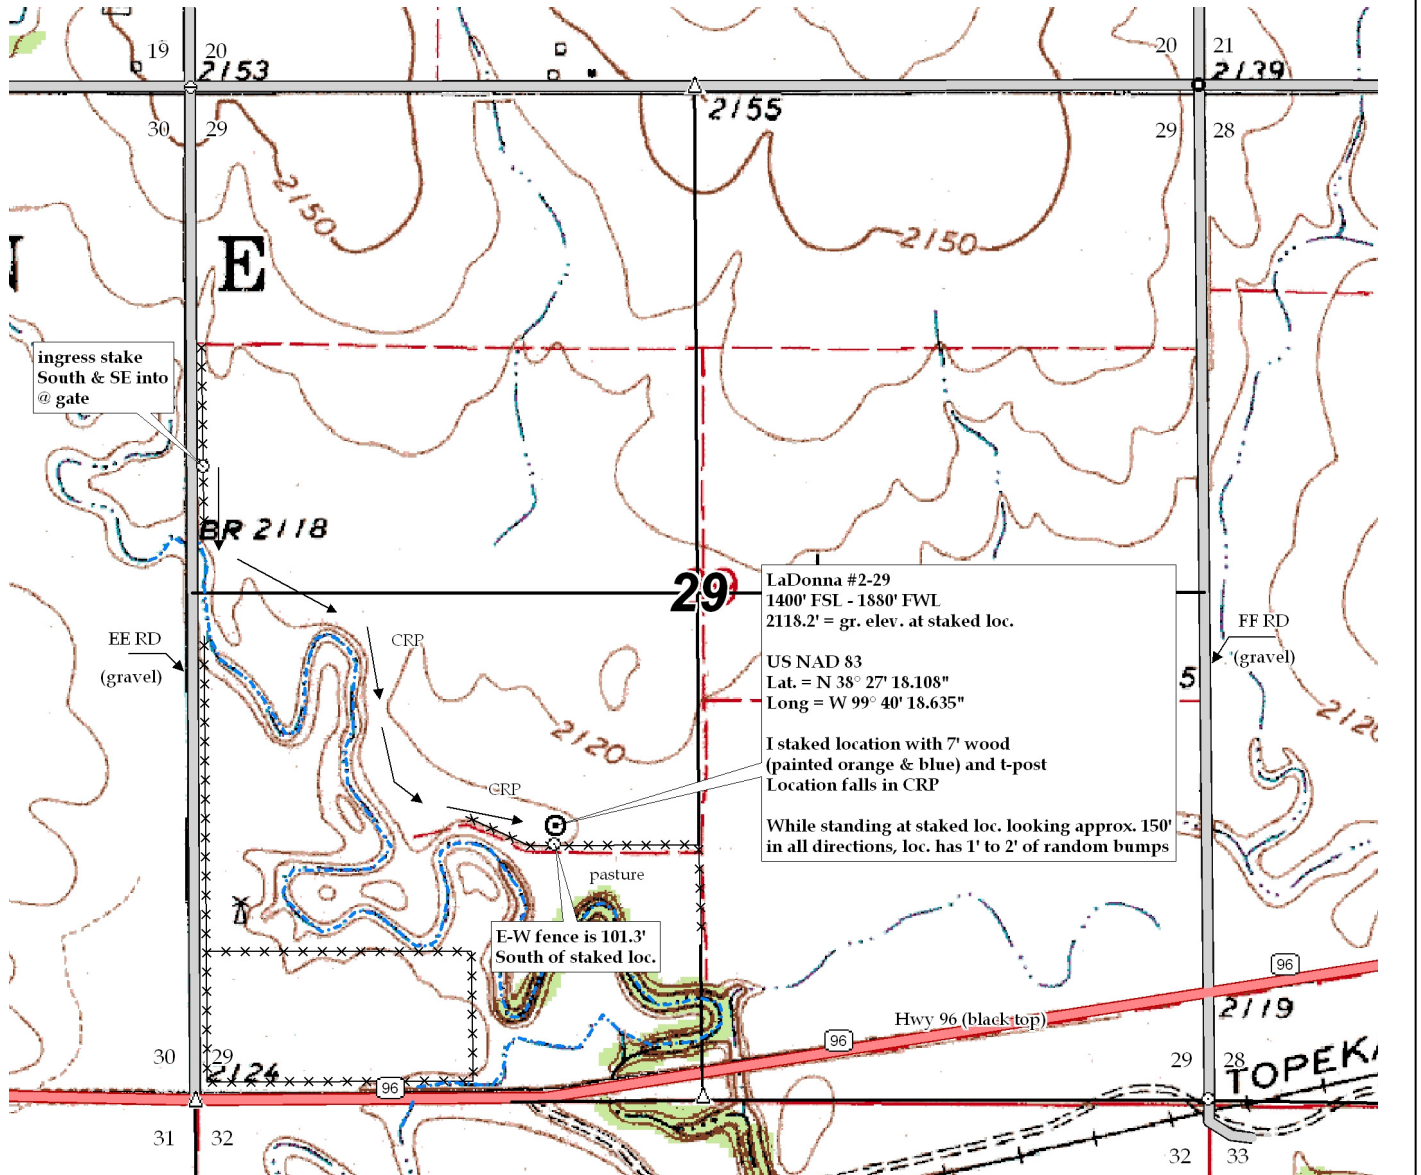 19 20
2153
20 21
2139
30 29
2155
29 28
2150
2150
E
ingress stake
South & SE into
@ gate
BR 2118
29
LaDonna #2-29
1400' FSL - 1880' FWL
2118.2' = gr. elev. at staked loc.
US NAD 83
Lat. = N 38° 27' 18.108"
Long = W 99° 40' 18.635"
I staked location with 7' wood
(painted orange & blue) and t-post
Location falls in CRP
While standing at staked loc. looking approx. 150'
in all directions, loc. has 1' to 2' of random bumps
EE RD
(gravel)
CRP
FF RD
(gravel)
5
2120
2120
CRP
pasture
E-W fence is 101.3'
South of staked loc.
96
Hwy 96 (black top)
96
2119
30 29
2124
96
29 28
TOPEKA
31 32
32 33